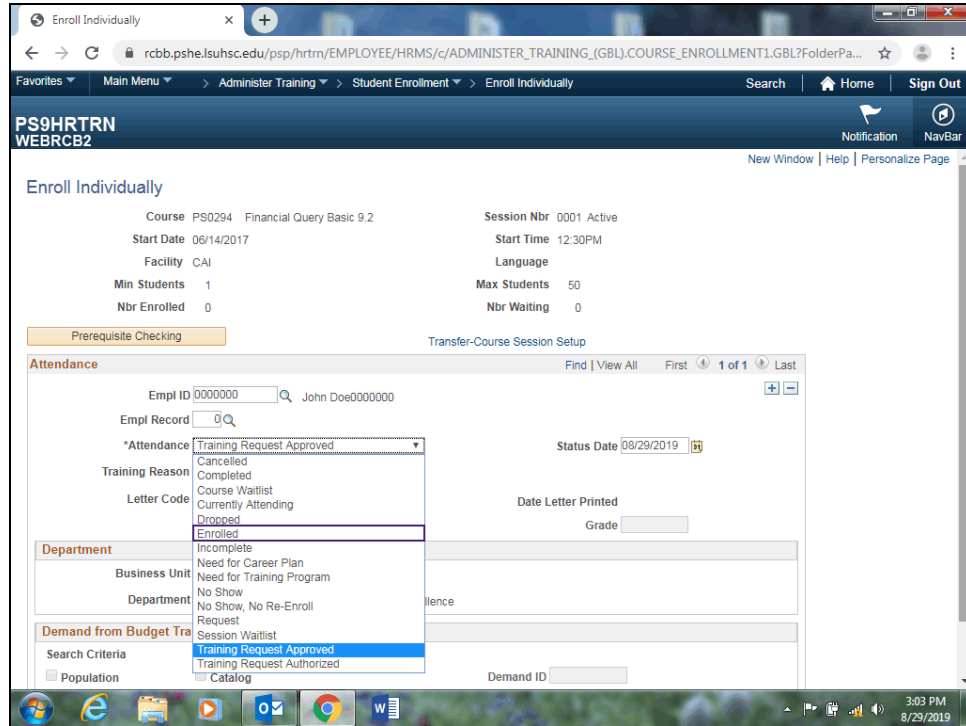 Enroll Individually
rcbb.pshe.lsuhsc.edu/psp/hrtrn/EMPLOYEE/HRMS/c/ADMINISTER_TRAINING_(GBL).COURSE_ENROLLMENT1.GBL?FolderPa...
Favorites Main Menu > Administer Training > Student Enrollment > Enroll Individually Search Home Sign Out
PS9HRTRN
WEBRCB2
Notification NavBar
New Window | Help | Personalize Page
Enroll Individually
Course PS0294 Financial Query Basic 9.2 Session Nbr 0001 Active
Start Date 06/14/2017 Start Time 12:30PM
Facility CAI Language
Min Students 1 Max Students 50
Nbr Enrolled 0 Nbr Waiting 0
Prerequisite Checking Transfer-Course Session Setup
Attendance Find | View All First 1 of 1 Last
Empl ID 0000000 John Doe0000000
Empl Record 0
*Attendance Training Request Approved Status Date 08/29/2019
Cancelled
Training Reason Completed
Course Waitlist
Letter Code Currently Attending Date Letter Printed
Dropped
Enrolled Grade
Incomplete
Department Need for Career Plan
Business Unit Need for Training Program
No Show
Department No Show, No Re-Enroll llence
Request
Demand from Budget Tra Session Waitlist
Search Criteria Training Request Approved
Training Request Authorized
Population Catalog Demand ID
3:03 PM
8/29/2019